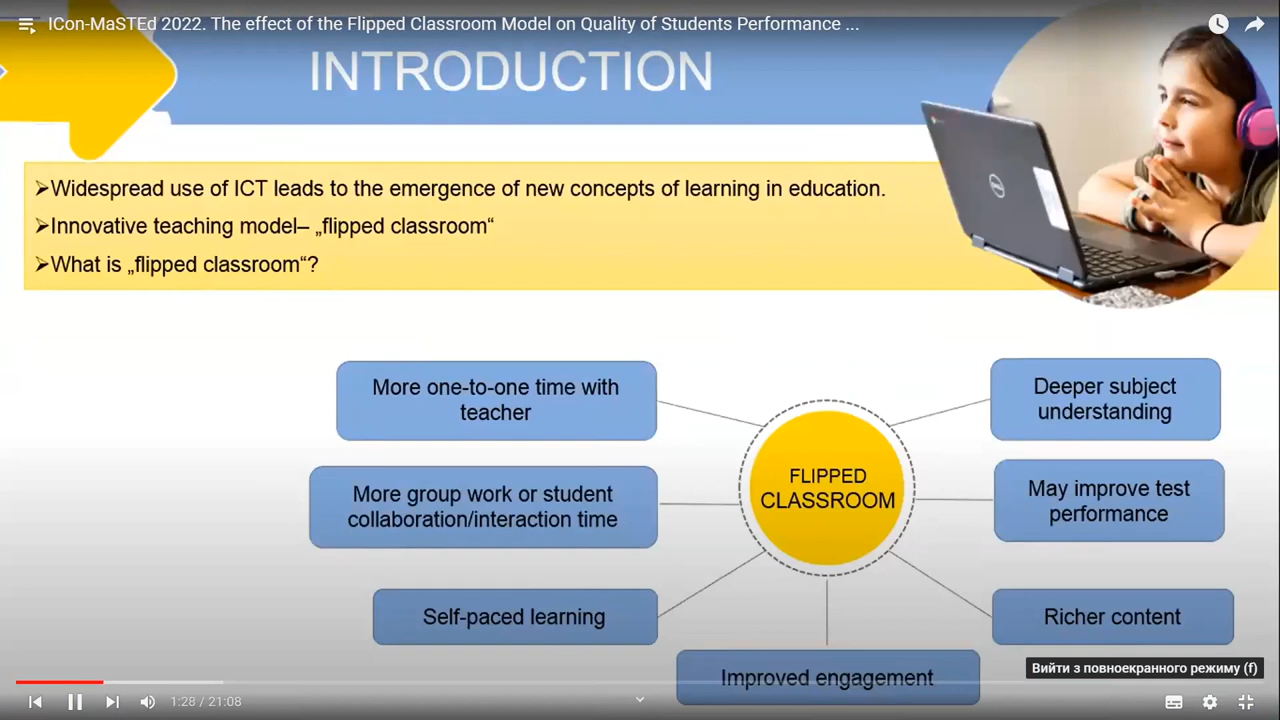 ICon-MaSTEd 2022. The effect of the Flipped Classroom Model on Quality of Students Performance ...
INTRODUCTION
➢Widespread use of ICT leads to the emergence of new concepts of learning in education.
➢Innovative teaching model– „flipped classroom“
➢What is „flipped classroom“?
More one-to-one time with
teacher
More group work or student
collaboration/interaction time
Self-paced learning
FLIPPED
CLASSROOM
Improved engagement
Deeper subject
understanding
May improve test
performance
Richer content
Вийти з повноекранного режиму (f)
1:28 / 21:08